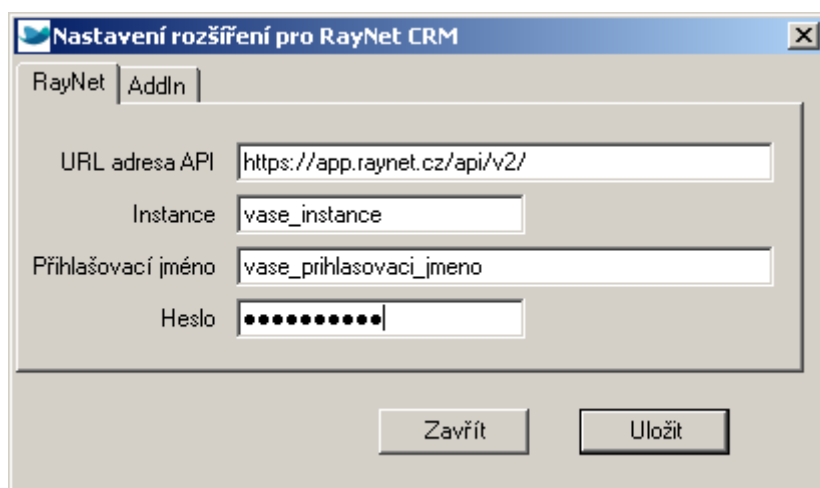 Nastavení rozšíření pro RayNet CRM
RayNet AddIn
URL adresa API https://app.raynet.cz/api/v2/
Instance vase_instance
Přihlašovací jméno vase_prihlasovaci_jmeno
Heslo ●●●●●●●●●●
Zavřít Uložit